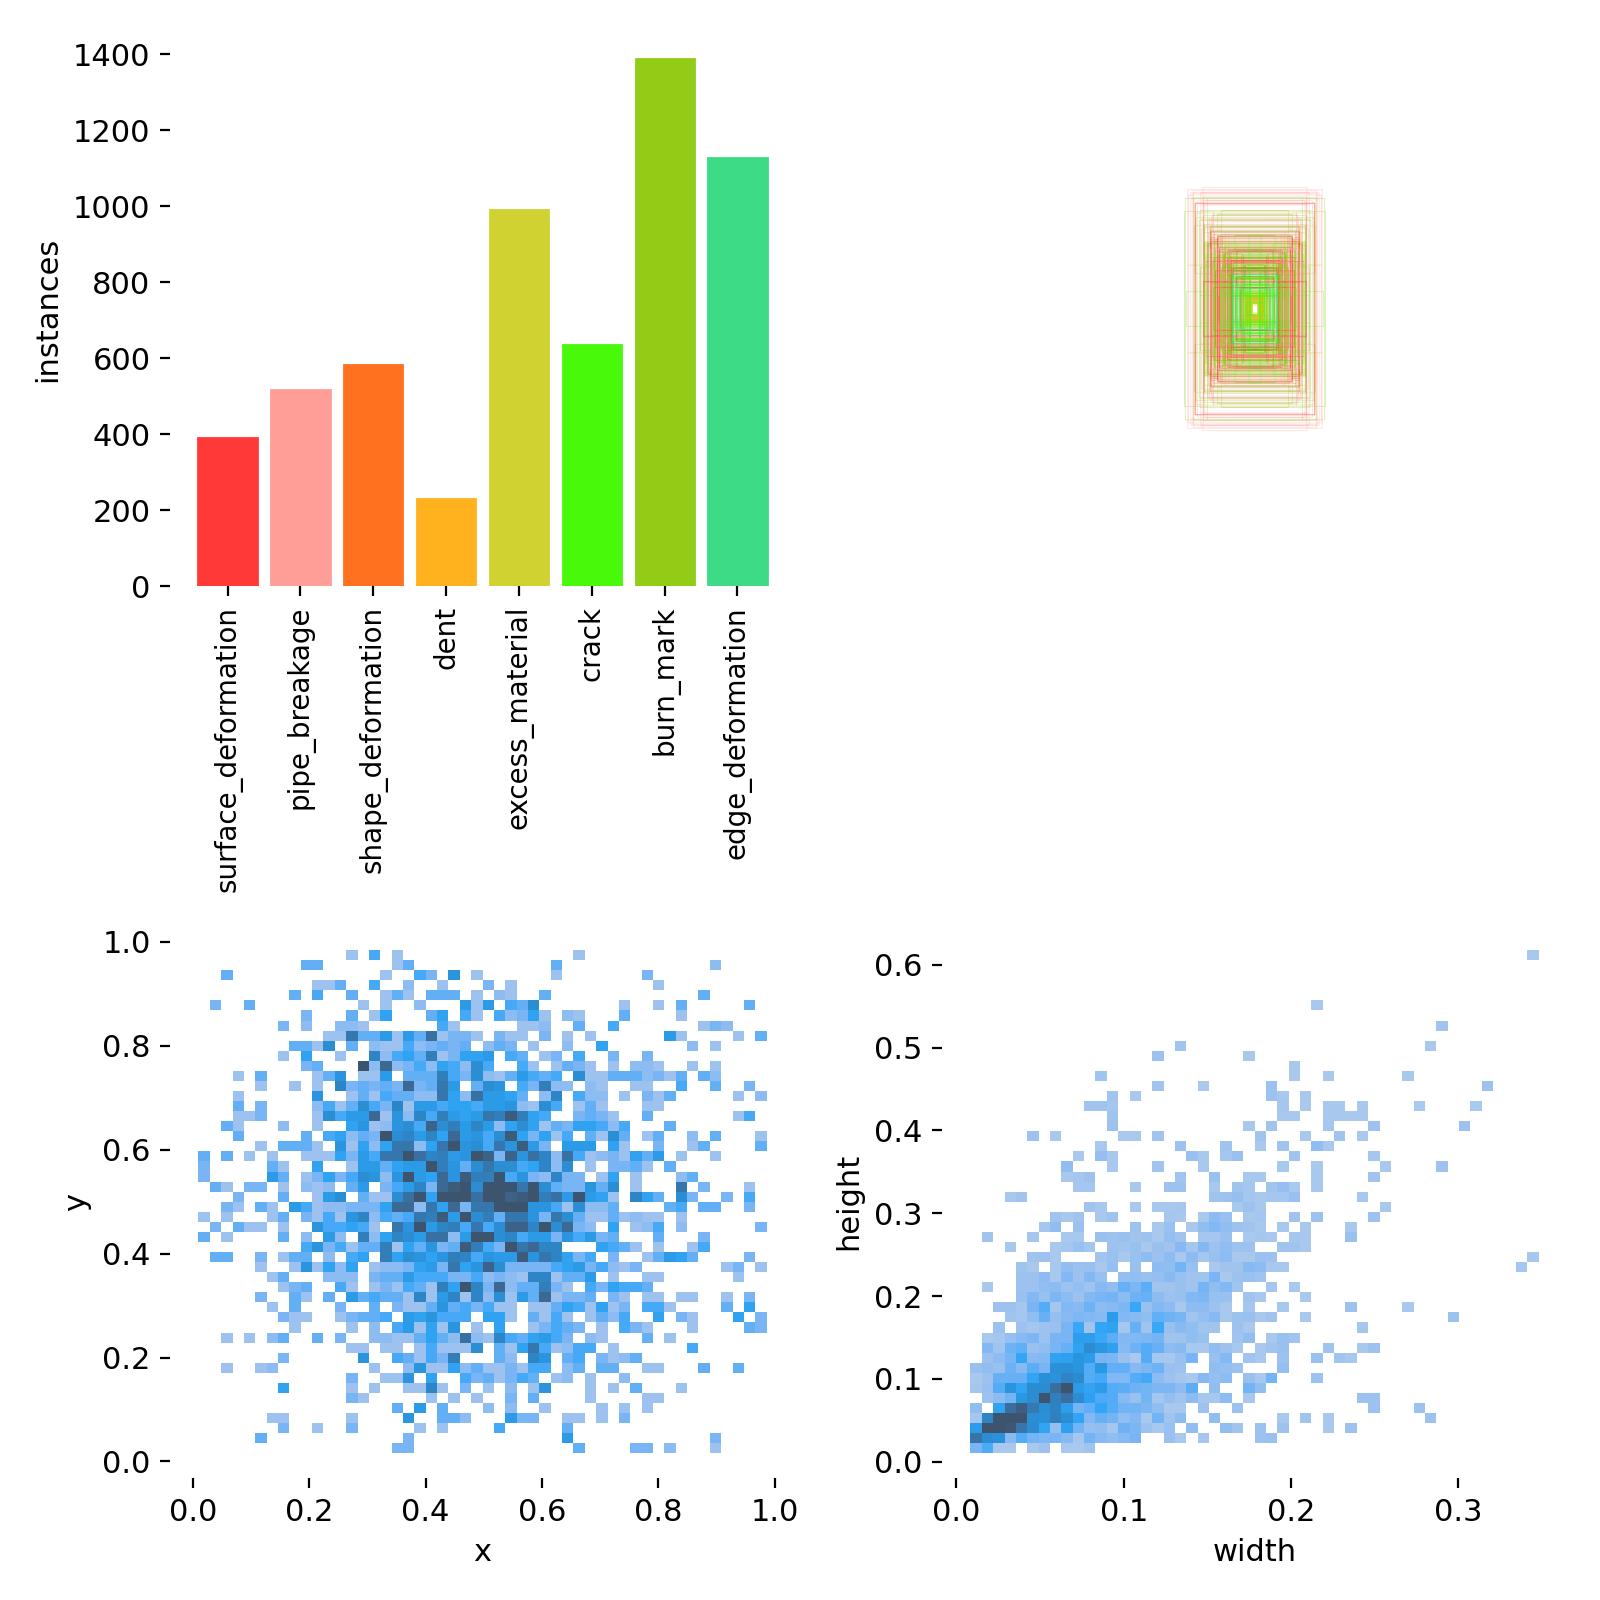 1400
1200
1000
800
600
400
200
0
instances
surface_deformation
pipe_breakage
shape_deformation
dent
excess_material
crack
burn_mark
edge_deformation
1.0
0.8
0.6
0.4
0.2
0.0
y
0.0 0.2 0.4 0.6 0.8 1.0
x
0.6
0.5
0.4
0.3
0.2
0.1
0.0
height
0.0 0.1 0.2 0.3
width